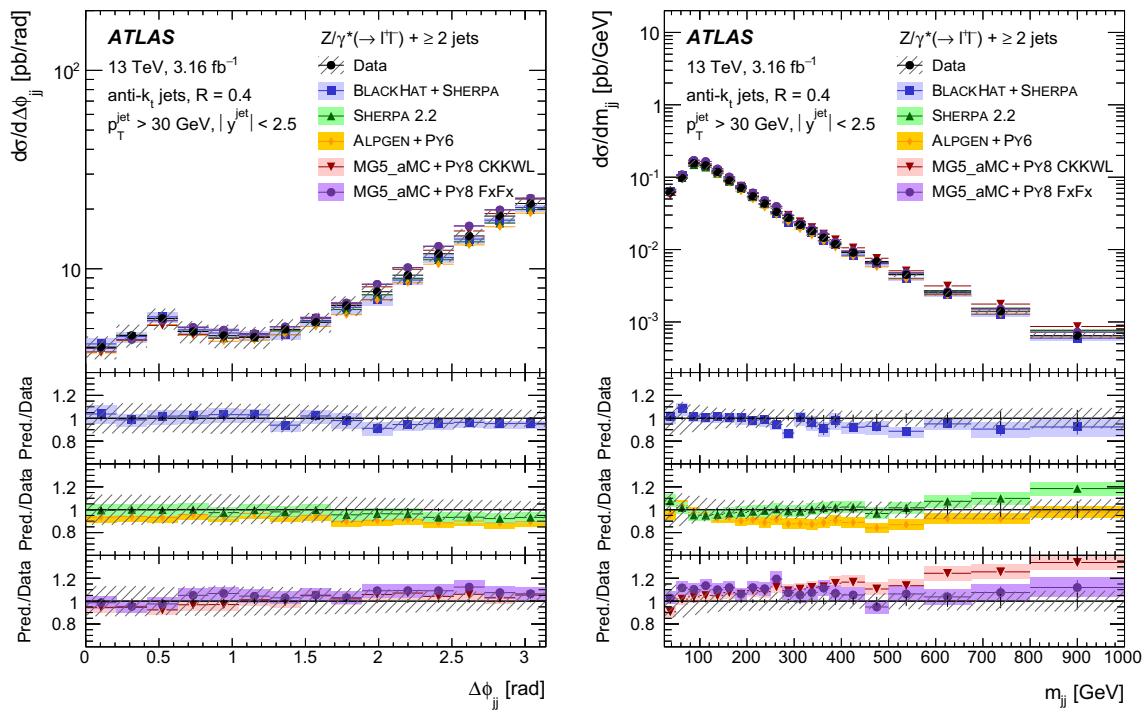 dσ/dΔϕjj [pb/rad]
ATLAS
13 TeV, 3.16 fb⁻¹
anti-kt jets, R = 0.4
pTjet > 30 GeV, | yjet| < 2.5
Z/γ*(→ l⁺l⁻) + ≥ 2 jets
Data
BLACKHAT + SHERPA
SHERPA 2.2
ALPGEN + PY6
MG5_aMC + PY8 CKKWL
MG5_aMC + PY8 FxFx
10²
10
Pred./Data
1.2
1
0.8
Pred./Data
1.2
1
0.8
Pred./Data
1.2
1
0.8
0 0.5 1 1.5 2 2.5 3
Δϕjj [rad]
dσ/dmjj [pb/GeV]
ATLAS
13 TeV, 3.16 fb⁻¹
anti-kt jets, R = 0.4
pTjet > 30 GeV, | yjet| < 2.5
Z/γ*(→ l⁺l⁻) + ≥ 2 jets
Data
BLACKHAT + SHERPA
SHERPA 2.2
ALPGEN + PY6
MG5_aMC + PY8 CKKWL
MG5_aMC + PY8 FxFx
10
1
10⁻¹
10⁻²
10⁻³
Pred./Data
1.2
1
0.8
Pred./Data
1.2
1
0.8
Pred./Data
1.2
1
0.8
100 200 300 400 500 600 700 800 900 1000
mjj [GeV]